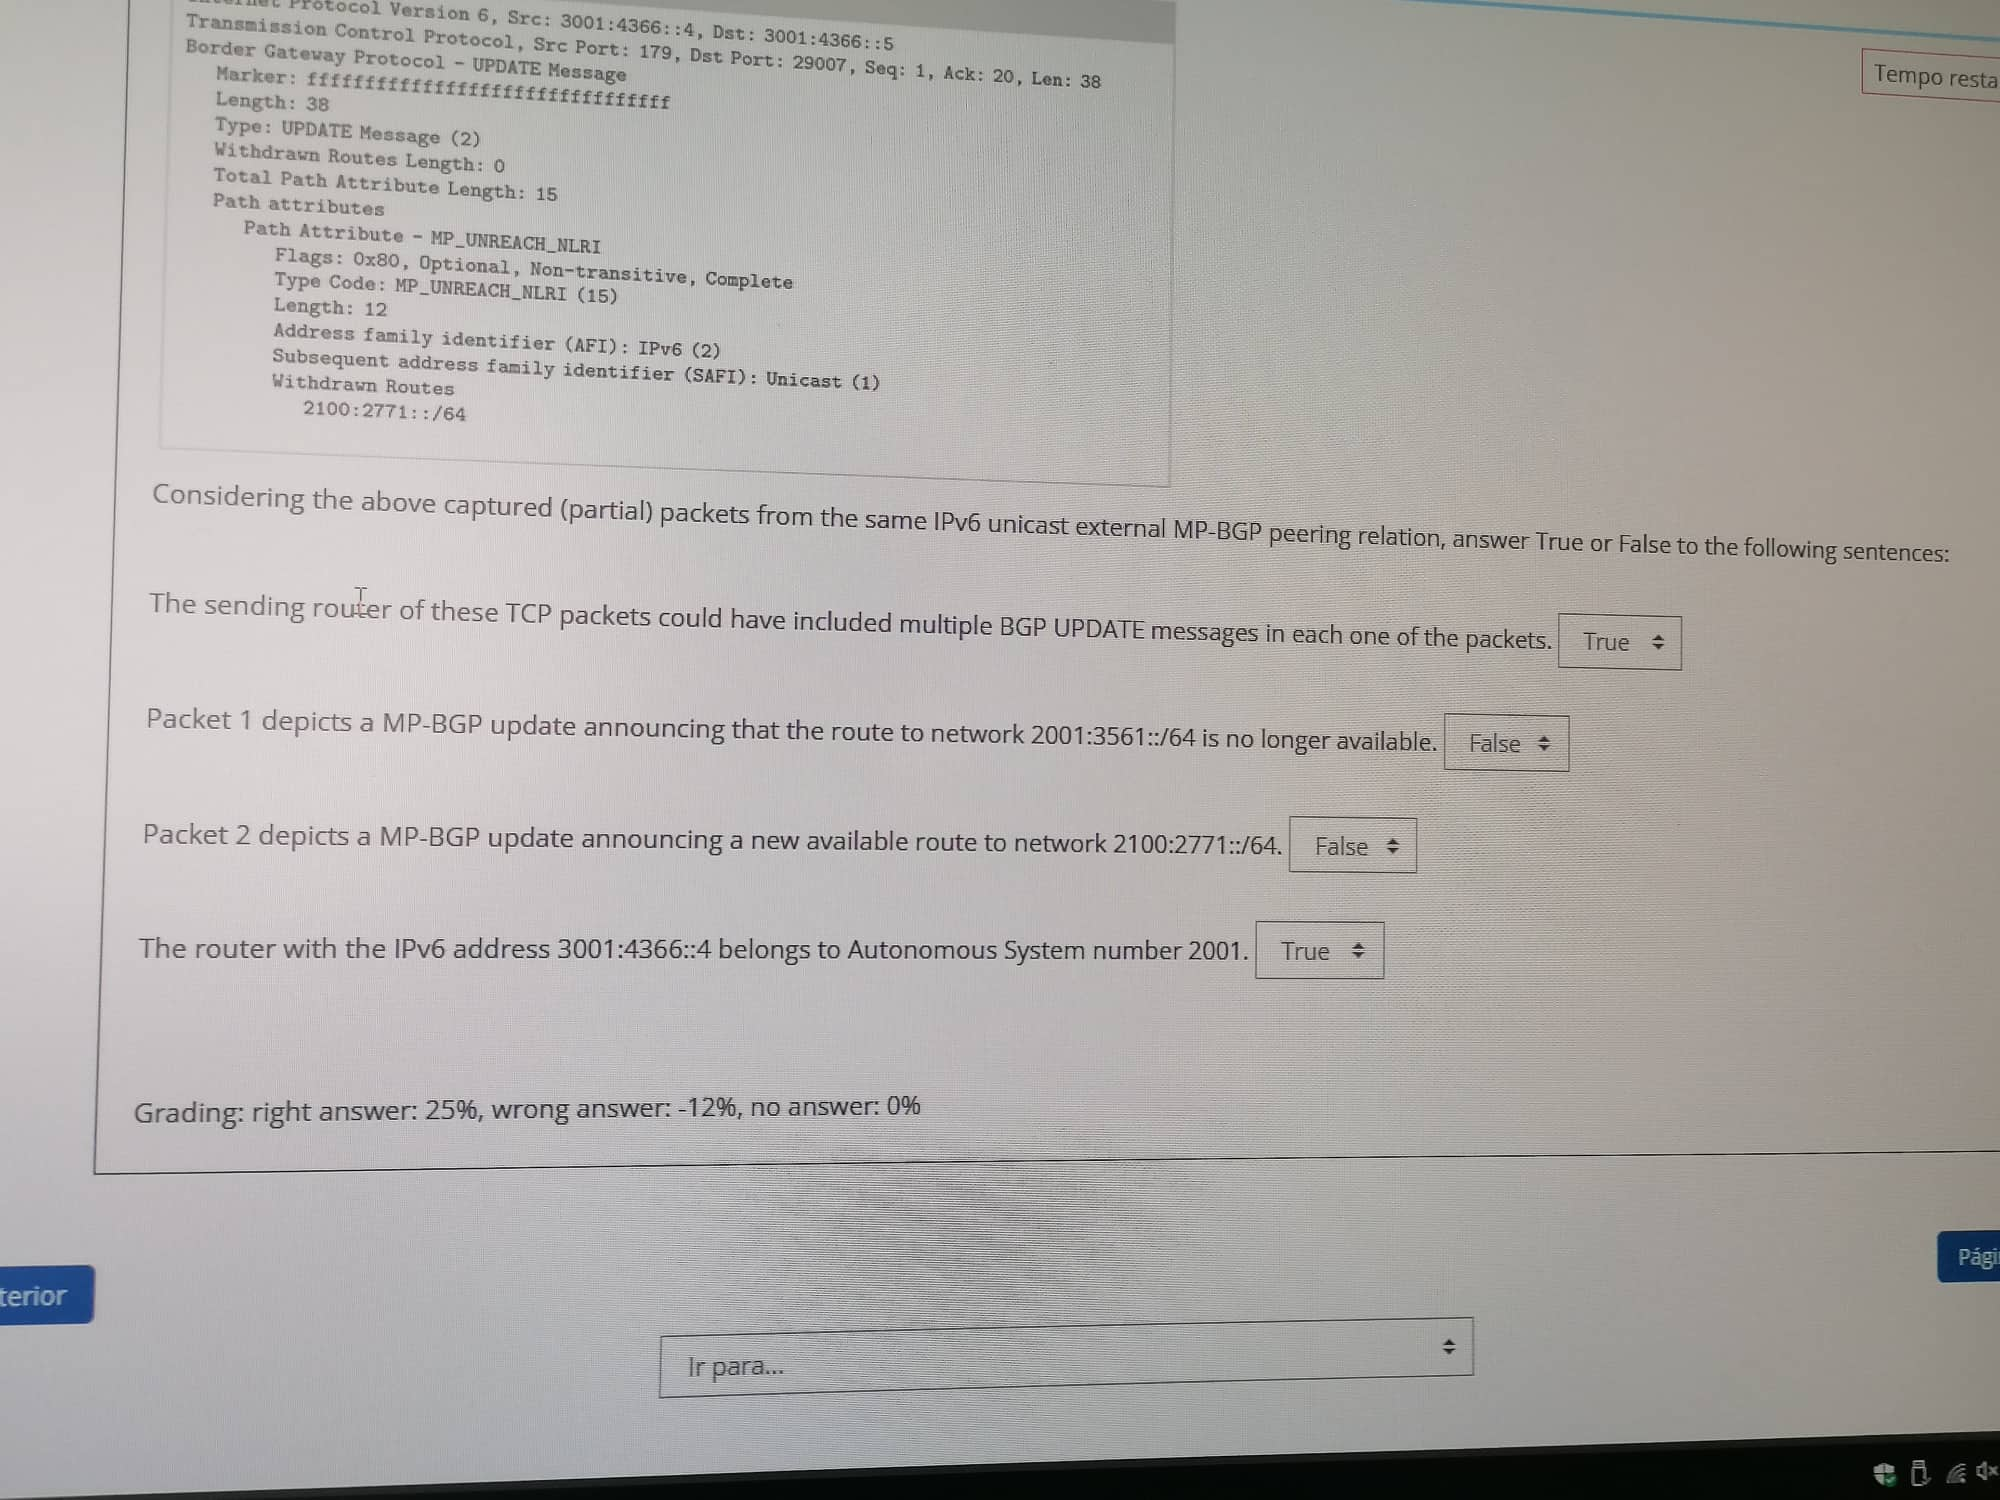 Protocol Version 6, Src: 3001:4366::4, Dst: 3001:4366::5
Transmission Control Protocol, Src Port: 179, Dst Port: 29007, Seq: 1, Ack: 20, Len: 38
Border Gateway Protocol - UPDATE Message
Marker: ffffffffffffffffffffffffffffffff
Length: 38
Type: UPDATE Message (2)
Withdrawn Routes Length: 0
Total Path Attribute Length: 15
Path attributes
Path Attribute - MP_UNREACH_NLRI
Flags: 0x80, Optional, Non-transitive, Complete
Type Code: MP_UNREACH_NLRI (15)
Length: 12
Address family identifier (AFI): IPv6 (2)
Subsequent address family identifier (SAFI): Unicast (1)
Withdrawn Routes
2100:2771::/64
Tempo resta
Considering the above captured (partial) packets from the same IPv6 unicast external MP-BGP peering relation, answer True or False to the following sentences:
The sending router of these TCP packets could have included multiple BGP UPDATE messages in each one of the packets. True
Packet 1 depicts a MP-BGP update announcing that the route to network 2001:3561::/64 is no longer available. False
Packet 2 depicts a MP-BGP update announcing a new available route to network 2100:2771::/64. False
The router with the IPv6 address 3001:4366::4 belongs to Autonomous System number 2001. True
Grading: right answer: 25%, wrong answer: -12%, no answer: 0%
terior
Pági
Ir para...